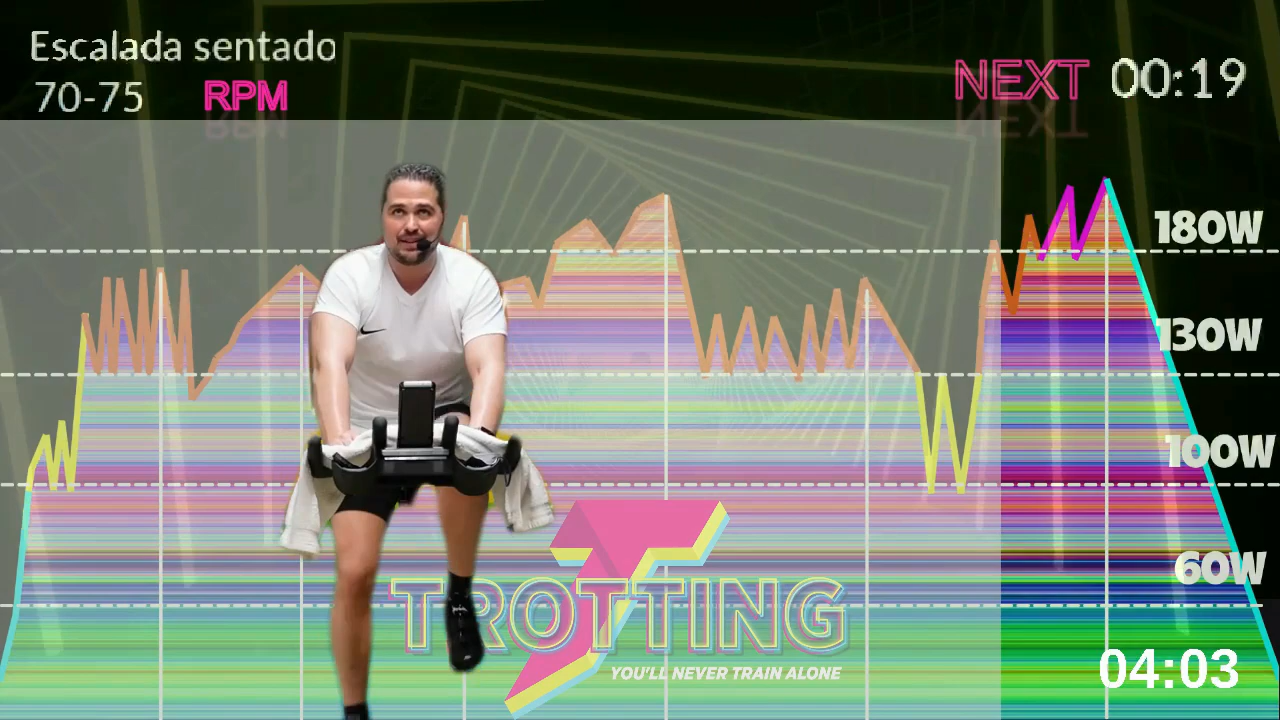 Escalada sentado
70-75 RPM
NEXT 00:19
180W
130W
100W
60W
TROTTING
YOU'LL NEVER TRAIN ALONE
04:03